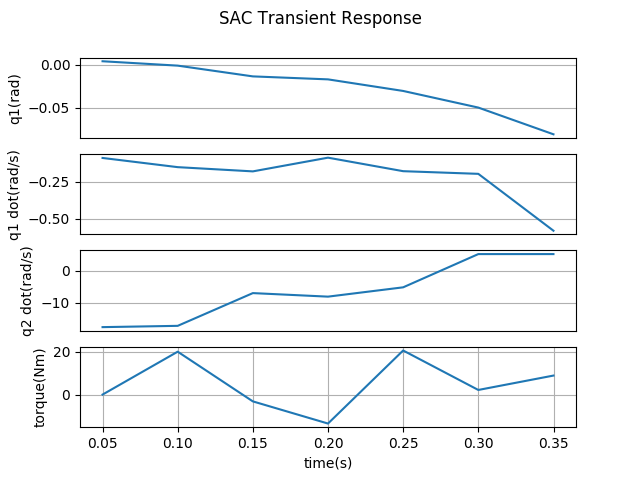 SAC Transient Response
0.00
−0.05
q1(rad)
−0.25
−0.50
q1 dot(rad/s)
0
−10
q2 dot(rad/s)
20
0
torque(Nm)
0.05 0.10 0.15 0.20 0.25 0.30 0.35
time(s)